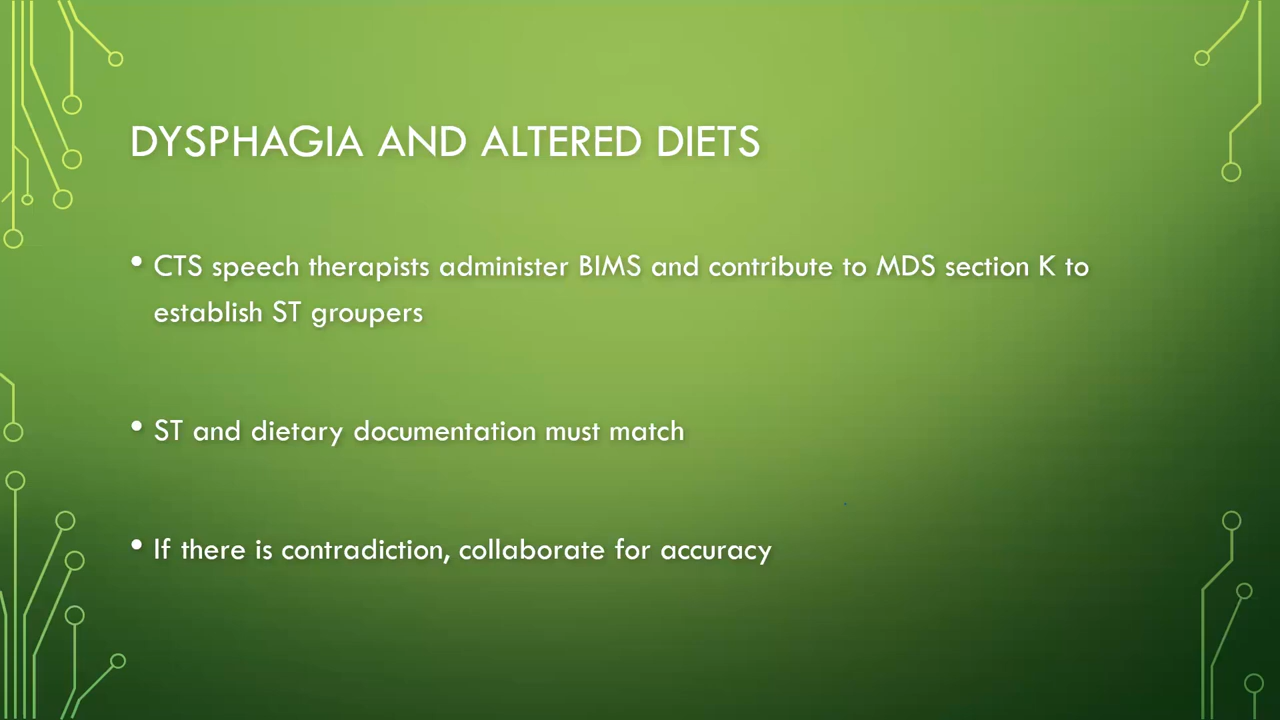 DYSPHAGIA AND ALTERED DIETS
• CTS speech therapists administer BIMS and contribute to MDS section K to
establish ST groupers
• ST and dietary documentation must match
• If there is contradiction, collaborate for accuracy